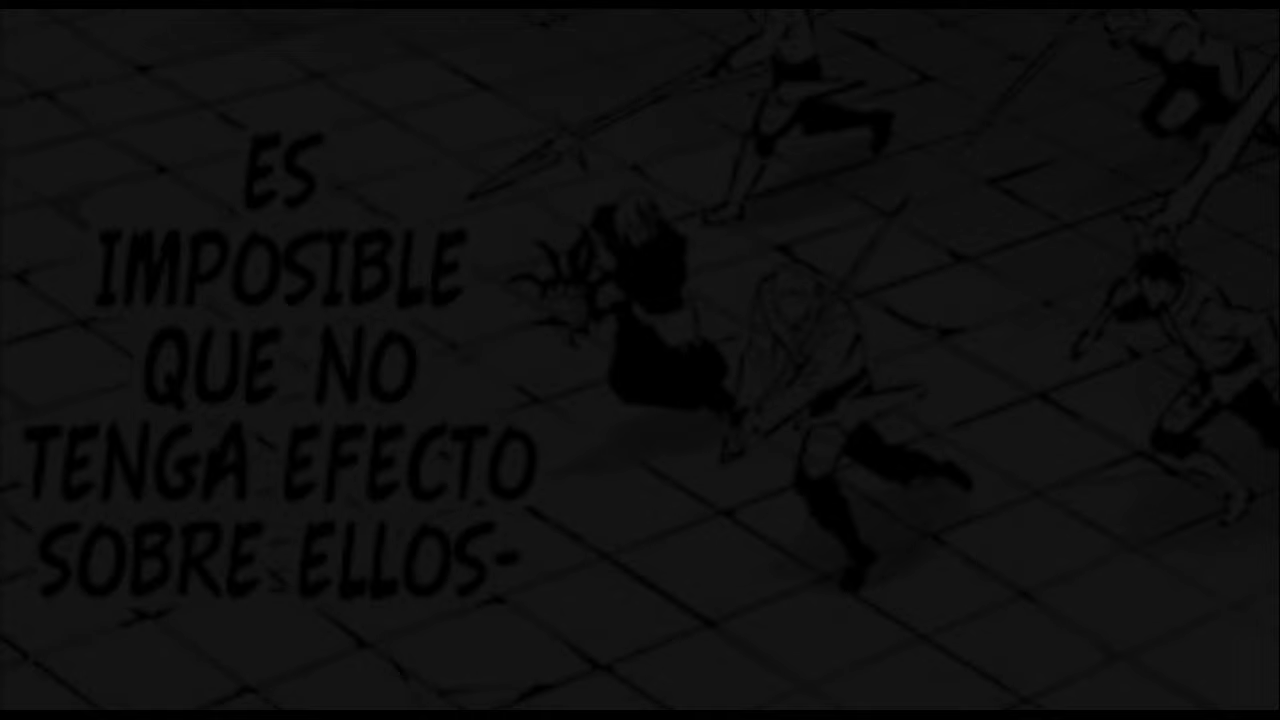 ES
IMPOSIBLE
QUE NO
TENGA EFECTO
SOBRE ELLOS-